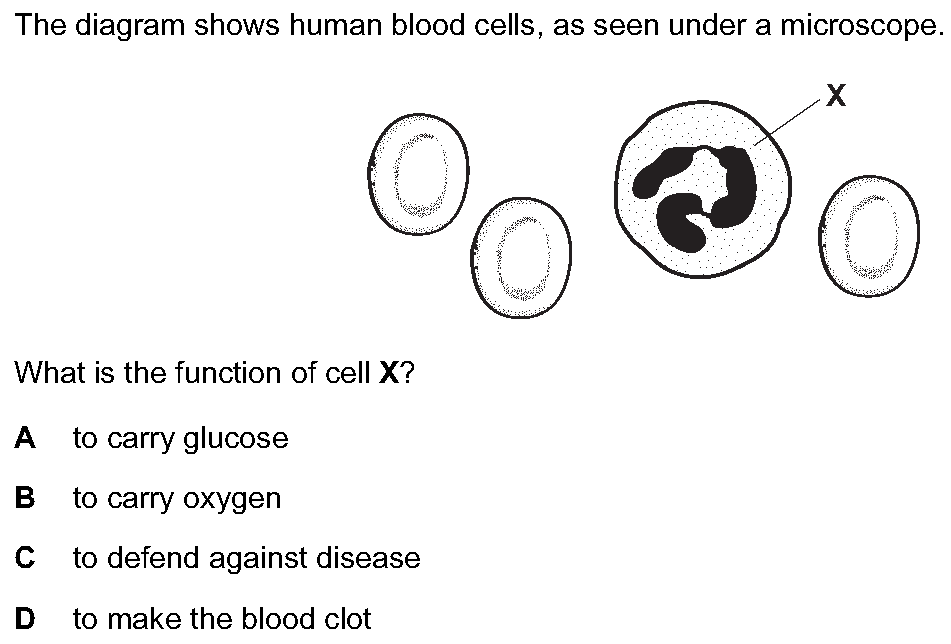 The diagram shows human blood cells, as seen under a microscope.
X
What is the function of cell X?
A to carry glucose
B to carry oxygen
C to defend against disease
D to make the blood clot